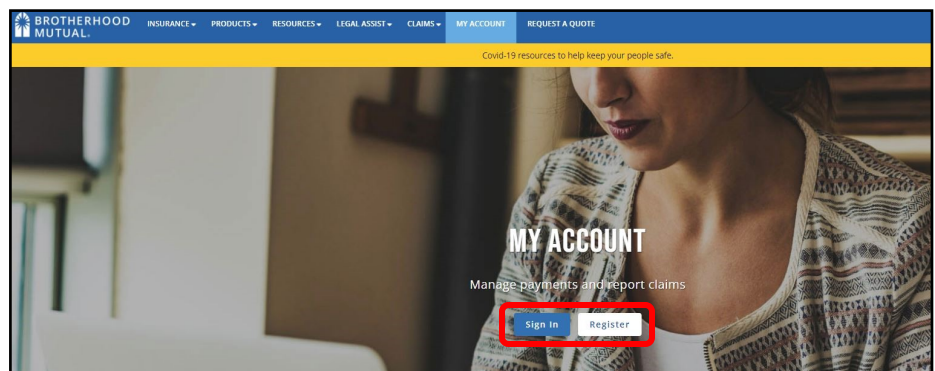 BROTHERHOOD
MUTUAL.
INSURANCE PRODUCTS RESOURCES LEGAL ASSIST CLAIMS MY ACCOUNT REQUEST A QUOTE
Covid-19 resources to help keep your people safe.
MY ACCOUNT
Manage payments and report claims
Sign In Register